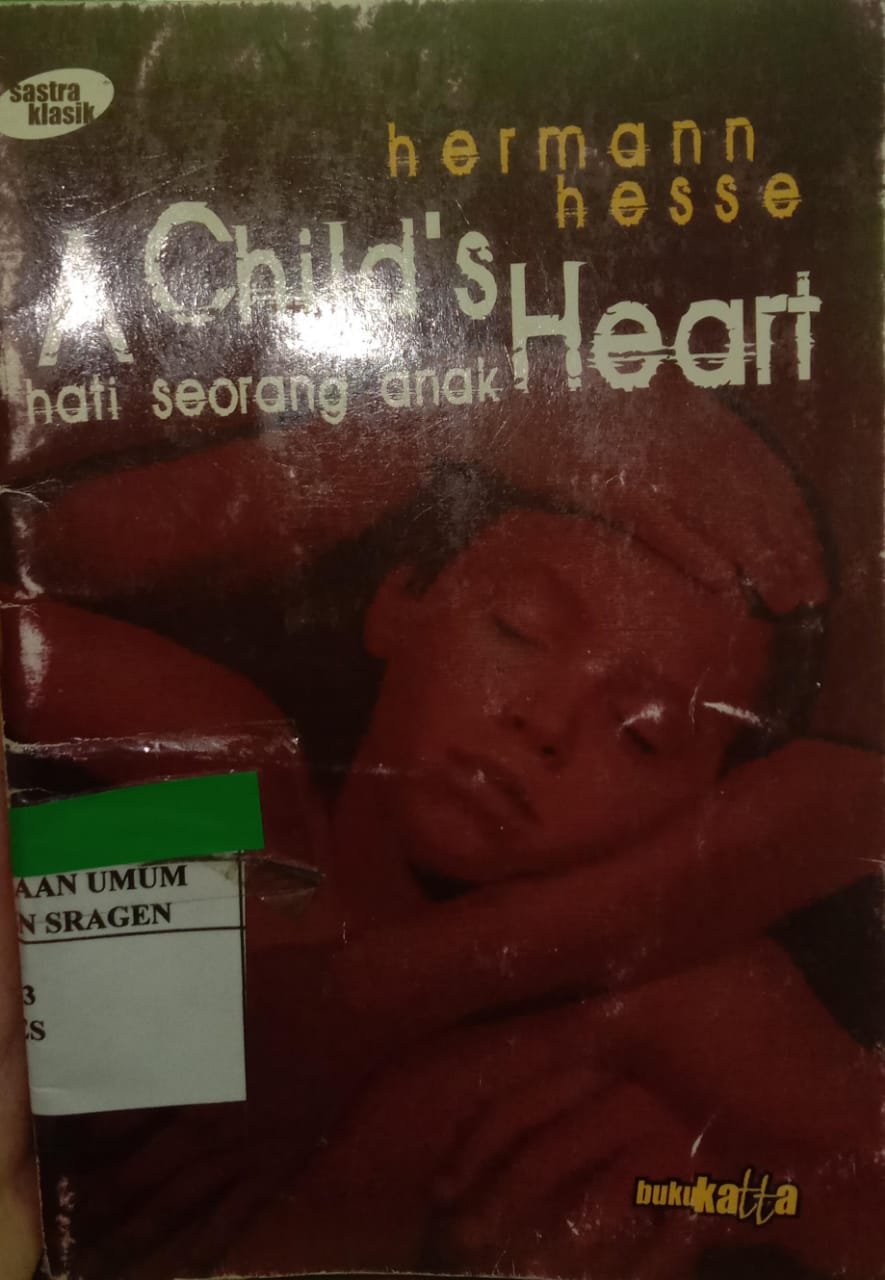 sastra
klasik
hermann
hesse
A Child's
Heart
hati seorang anak
AAN UMUM
N SRAGEN
3
ES
bukukatta